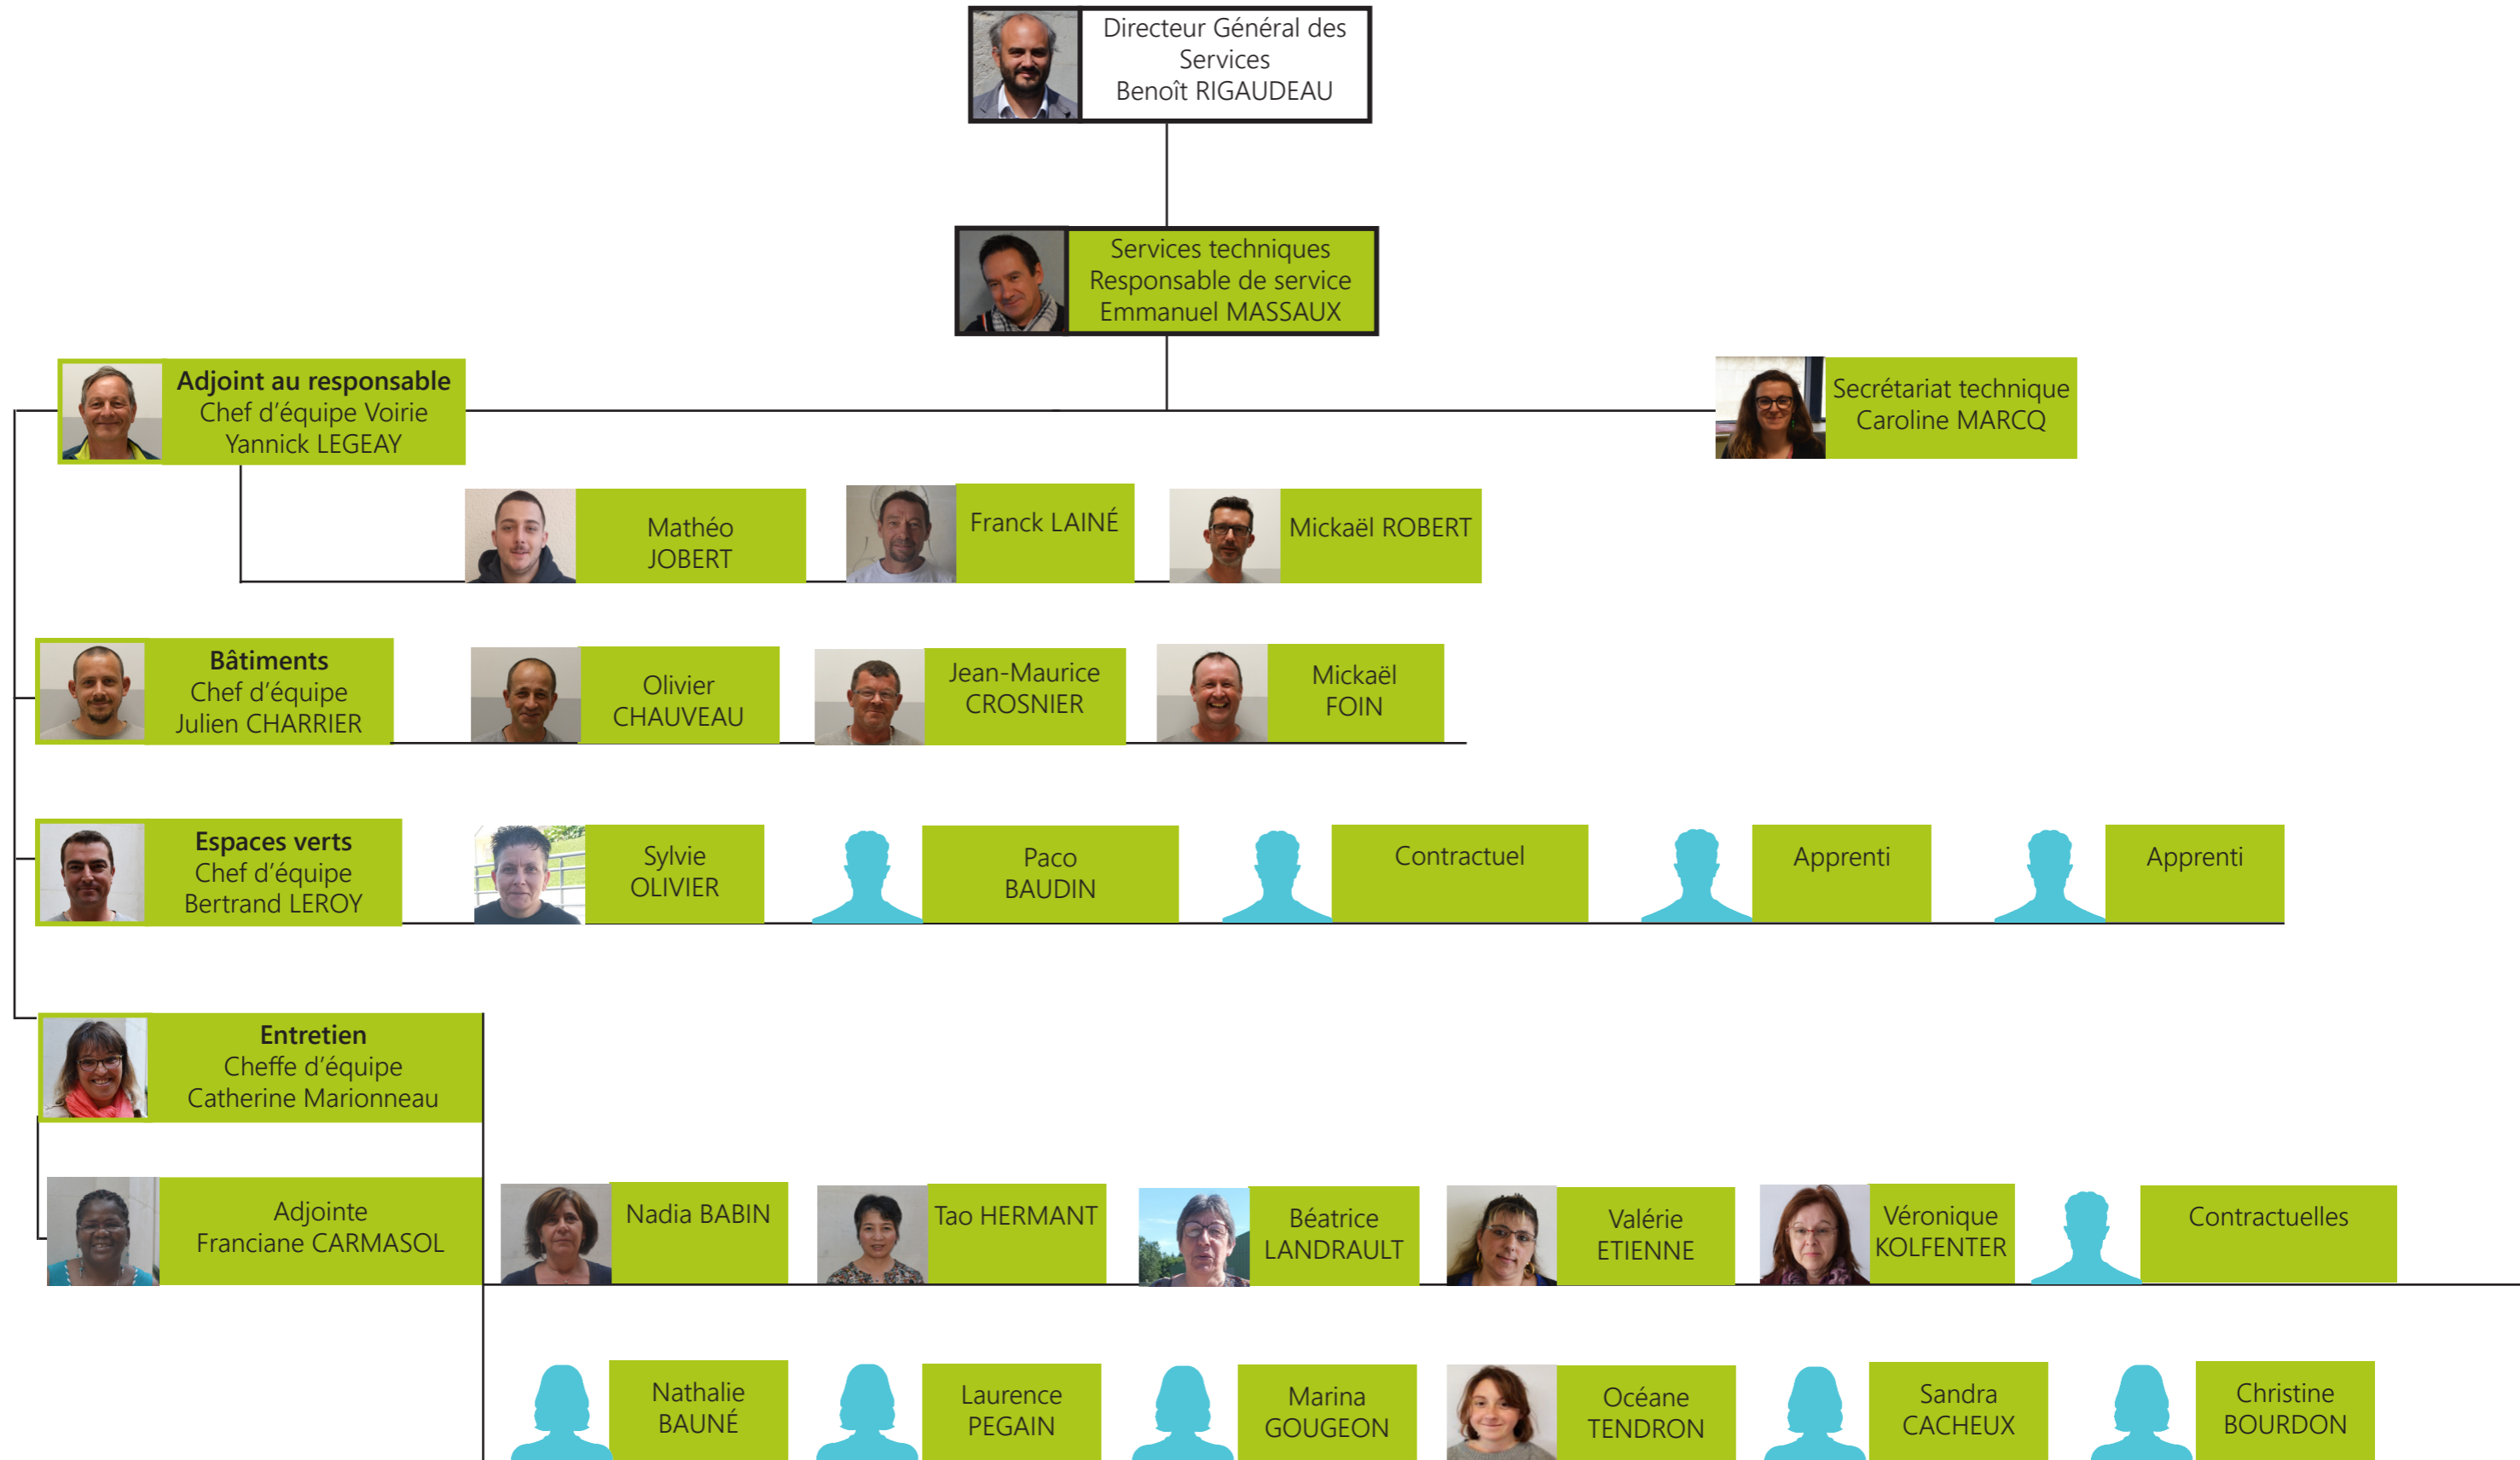 Directeur Général des
Services
Benoît RIGAUDEAU
Services techniques
Responsable de service
Emmanuel MASSAUX
Adjoint au responsable
Chef d'équipe Voirie
Yannick LEGEAY
Secrétariat technique
Caroline MARCQ
Mathéo
JOBERT
Franck LAINÉ
Mickaël ROBERT
Bâtiments
Chef d'équipe
Julien CHARRIER
Olivier
CHAUVEAU
Jean-Maurice
CROSNIER
Mickaël
FOIN
Espaces verts
Chef d'équipe
Bertrand LEROY
Sylvie
OLIVIER
Paco
BAUDIN
Contractuel
Apprenti
Apprenti
Entretien
Cheffe d'équipe
Catherine Marionneau
Adjointe
Franciane CARMASOL
Nadia BABIN
Tao HERMANT
Béatrice
LANDRAULT
Valérie
ETIENNE
Véronique
KOLFENTER
Contractuelles
Nathalie
BAUNÉ
Laurence
PEGAIN
Marina
GOUGEON
Océane
TENDRON
Sandra
CACHEUX
Christine
BOURDON